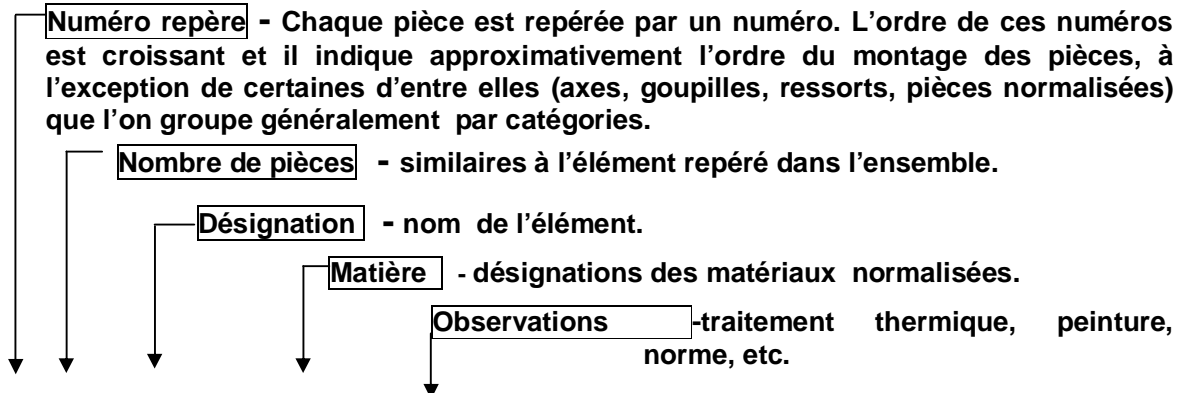 Numéro repère - Chaque pièce est repérée par un numéro. L’ordre de ces numéros
est croissant et il indique approximativement l’ordre du montage des pièces, à
l’exception de certaines d’entre elles (axes, goupilles, ressorts, pièces normalisées)
que l’on groupe généralement par catégories.
Nombre de pièces - similaires à l’élément repéré dans l’ensemble.
Désignation - nom de l’élément.
Matière - désignations des matériaux normalisées.
Observations -traitement thermique, peinture,
norme, etc.